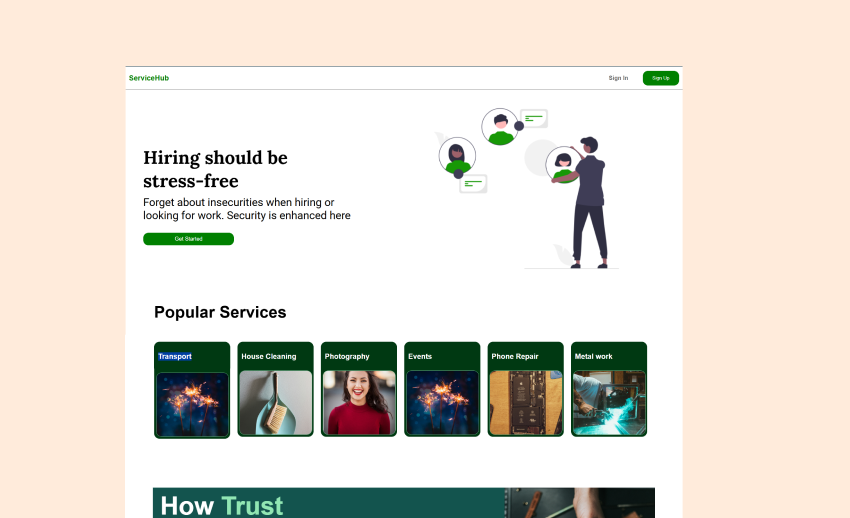 ServiceHub
Sign In
Sign Up
Hiring should be
stress-free
Forget about insecurities when hiring or
looking for work. Security is enhanced here
Get Started
Popular Services
Transport
House Cleaning
Photography
Events
Phone Repair
Metal work
How Trust